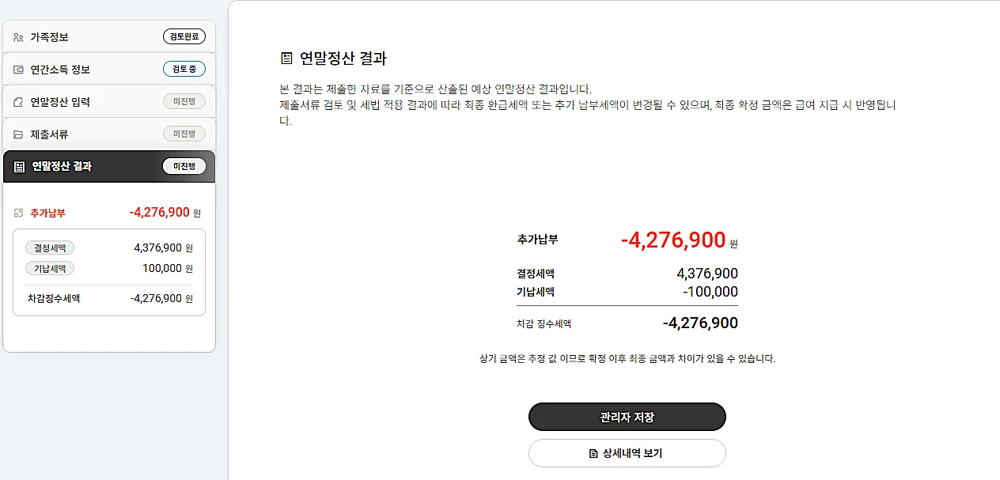 가족정보 검토완료
연간소득 정보 검토 중
연말정산 입력 미진행
제출서류 미진행
연말정산 결과 미진행
추가납부 -4,276,900 원
결정세액 4,376,900 원
기납세액 100,000 원
차감징수세액 -4,276,900 원
연말정산 결과
본 결과는 제출한 자료를 기준으로 산출된 예상 연말정산 결과입니다.
제출서류 검토 및 세법 적용 결과에 따라 최종 환급세액 또는 추가 납부세액이 변경될 수 있으며, 최종 확정 금액은 급여 지급 시 반영됩니
다.
추가납부 -4,276,900 원
결정세액 4,376,900
기납세액 -100,000
차감 징수세액 -4,276,900
상기 금액은 추정 값 이므로 확정 이후 최종 금액과 차이가 있을 수 있습니다.
관리자 저장
상세내역 보기